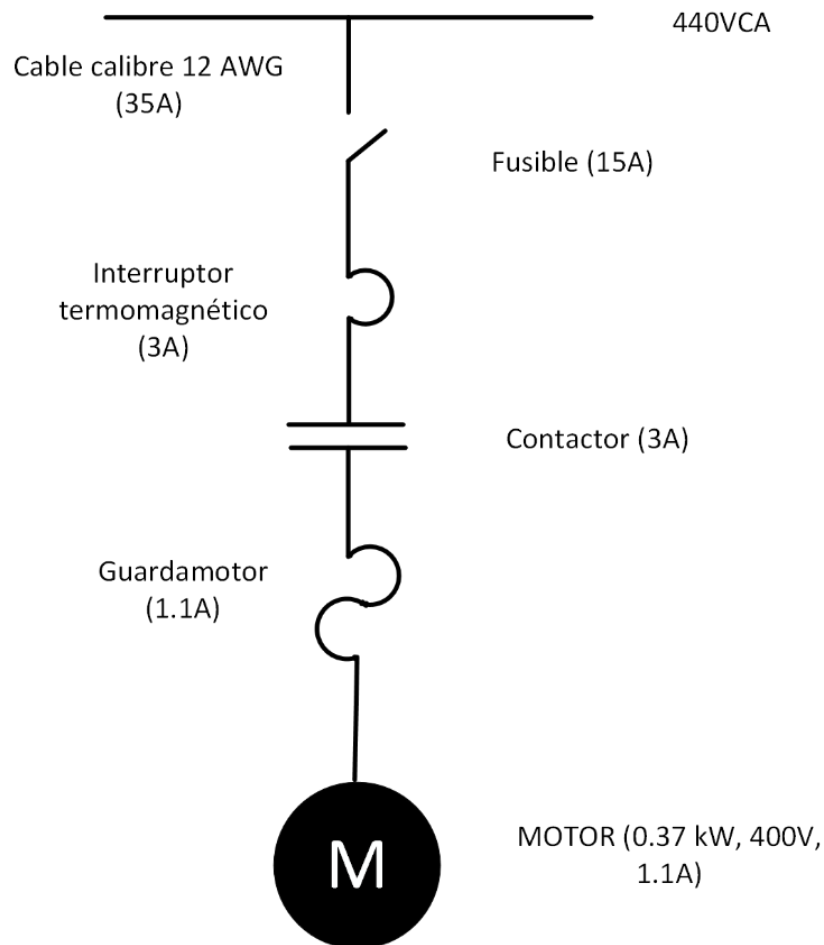 440VCA
Cable calibre 12 AWG
(35A)
Fusible (15A)
Interruptor
termomagnético
(3A)
Contactor (3A)
Guardamotor
(1.1A)
M
MOTOR (0.37 kW, 400V,
1.1A)